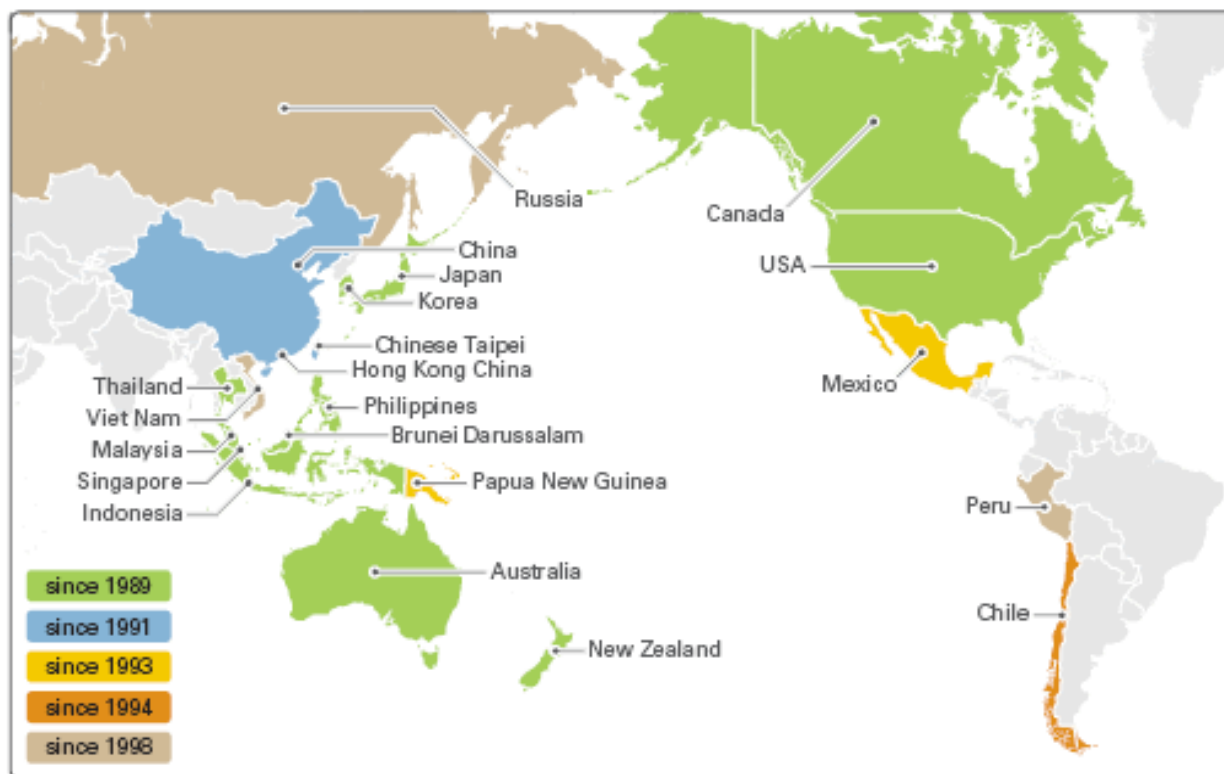 Russia
Canada
China
USA
Japan
Korea
Chinese Taipei
Hong Kong China
Mexico
Thailand
Philippines
Viet Nam
Brunei Darussalam
Malaysia
Singapore
Papua New Guinea
Indonesia
Peru
Australia
since 1989
Chile
since 1991
New Zealand
since 1993
since 1994
since 1998